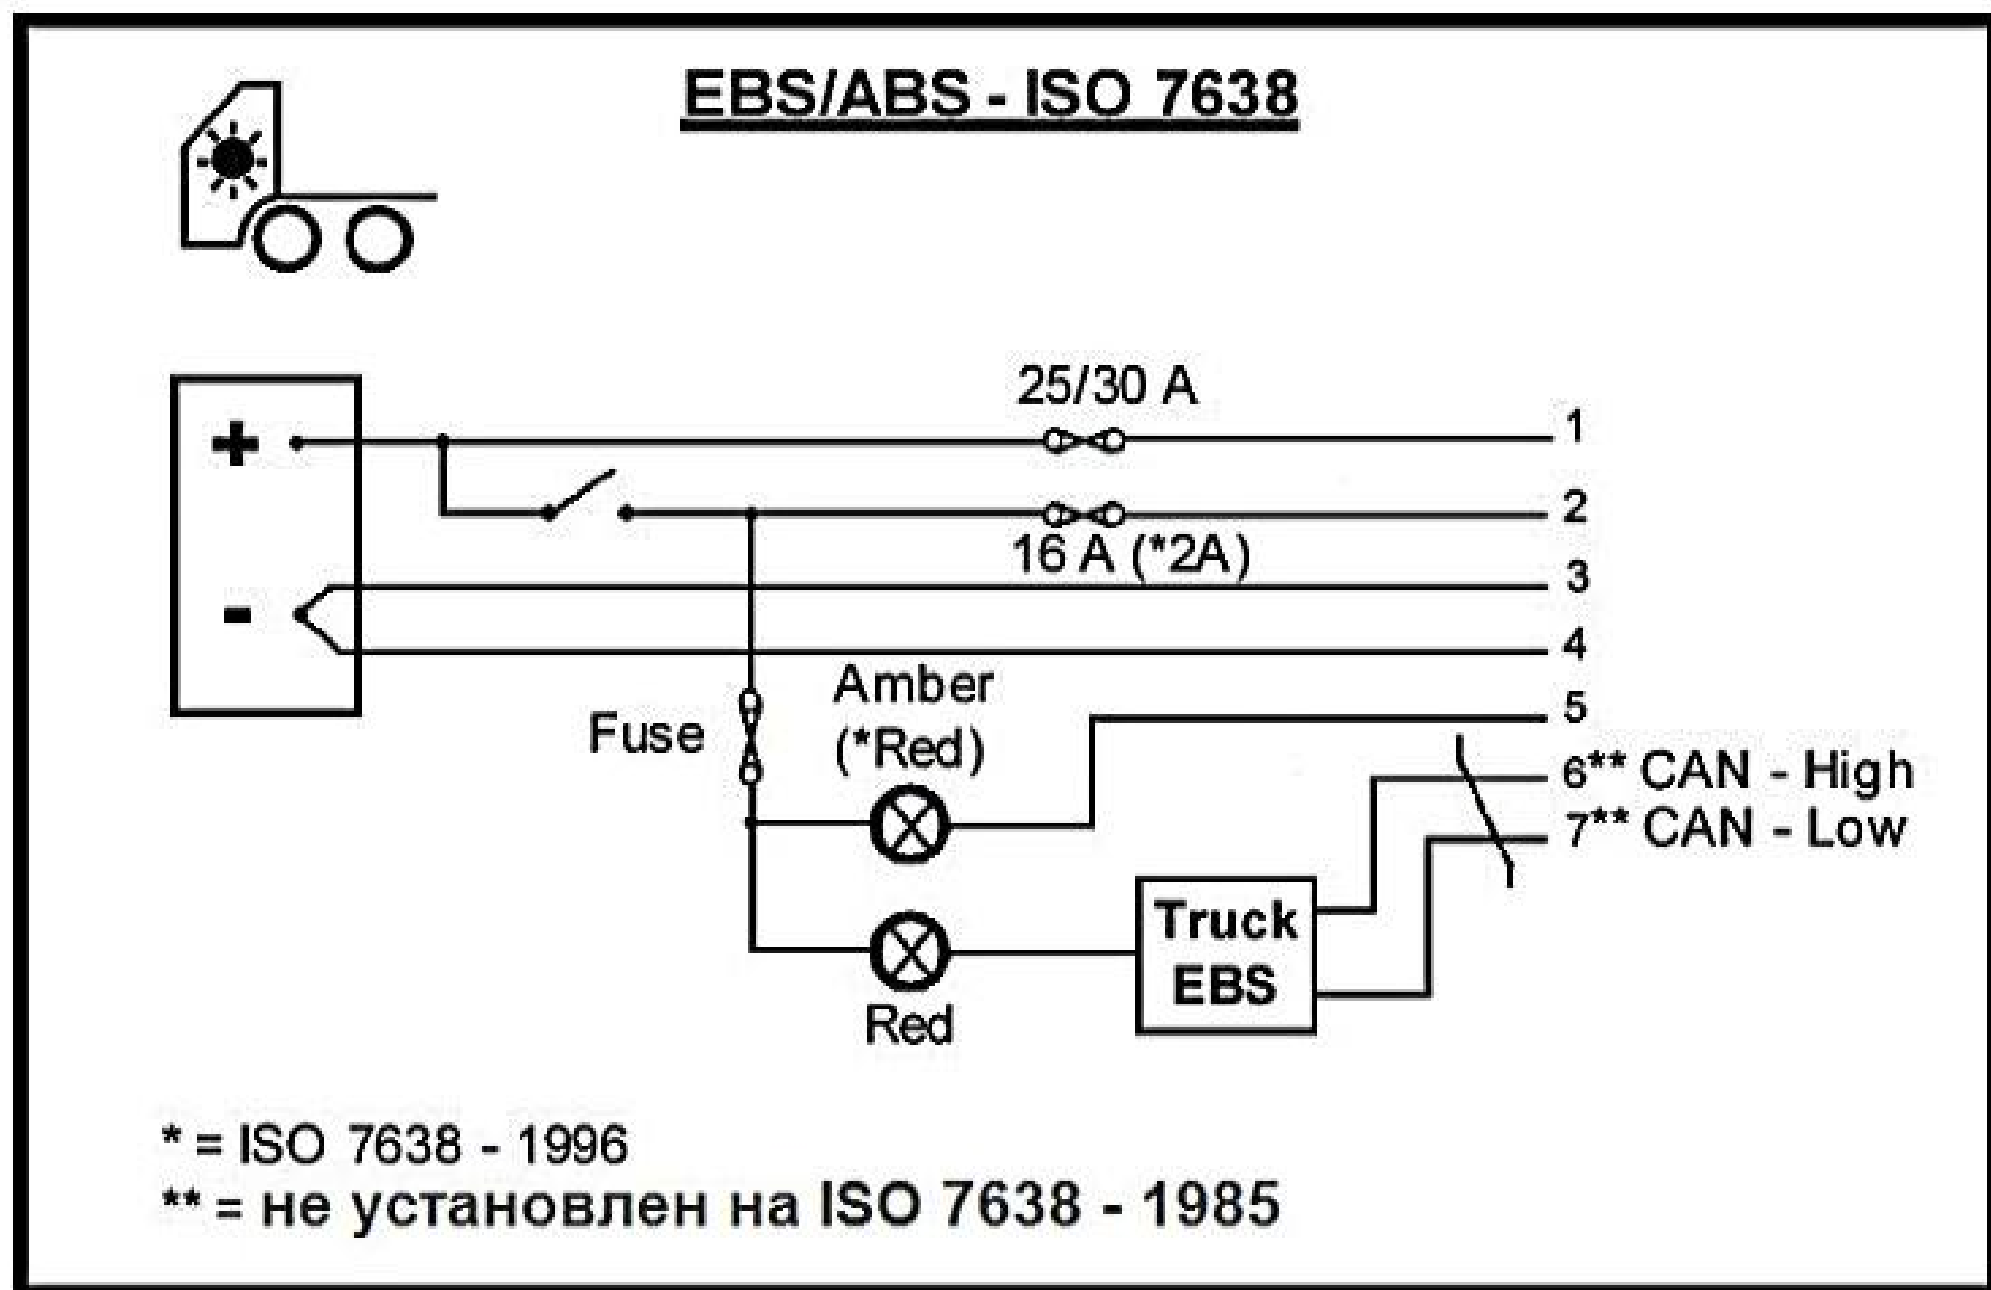 EBS/ABS - ISO 7638
25/30 A
1
2
16 A (*2A)
3
4
Amber
(*Red)
5
Fuse
6** CAN - High
7** CAN - Low
Truck
EBS
Red
+
-
* = ISO 7638 - 1996
** = не установлен на ISO 7638 - 1985